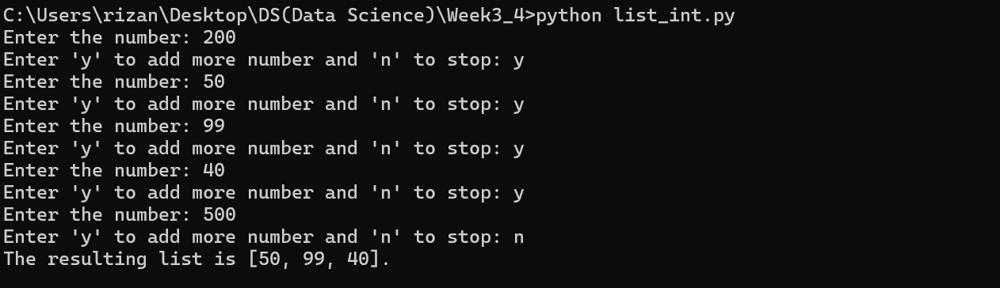 C:\Users\rizan\Desktop\DS(Data Science)\Week3_4>python list_int.py
Enter the number: 200
Enter 'y' to add more number and 'n' to stop: y
Enter the number: 50
Enter 'y' to add more number and 'n' to stop: y
Enter the number: 99
Enter 'y' to add more number and 'n' to stop: y
Enter the number: 40
Enter 'y' to add more number and 'n' to stop: y
Enter the number: 500
Enter 'y' to add more number and 'n' to stop: n
The resulting list is [50, 99, 40].